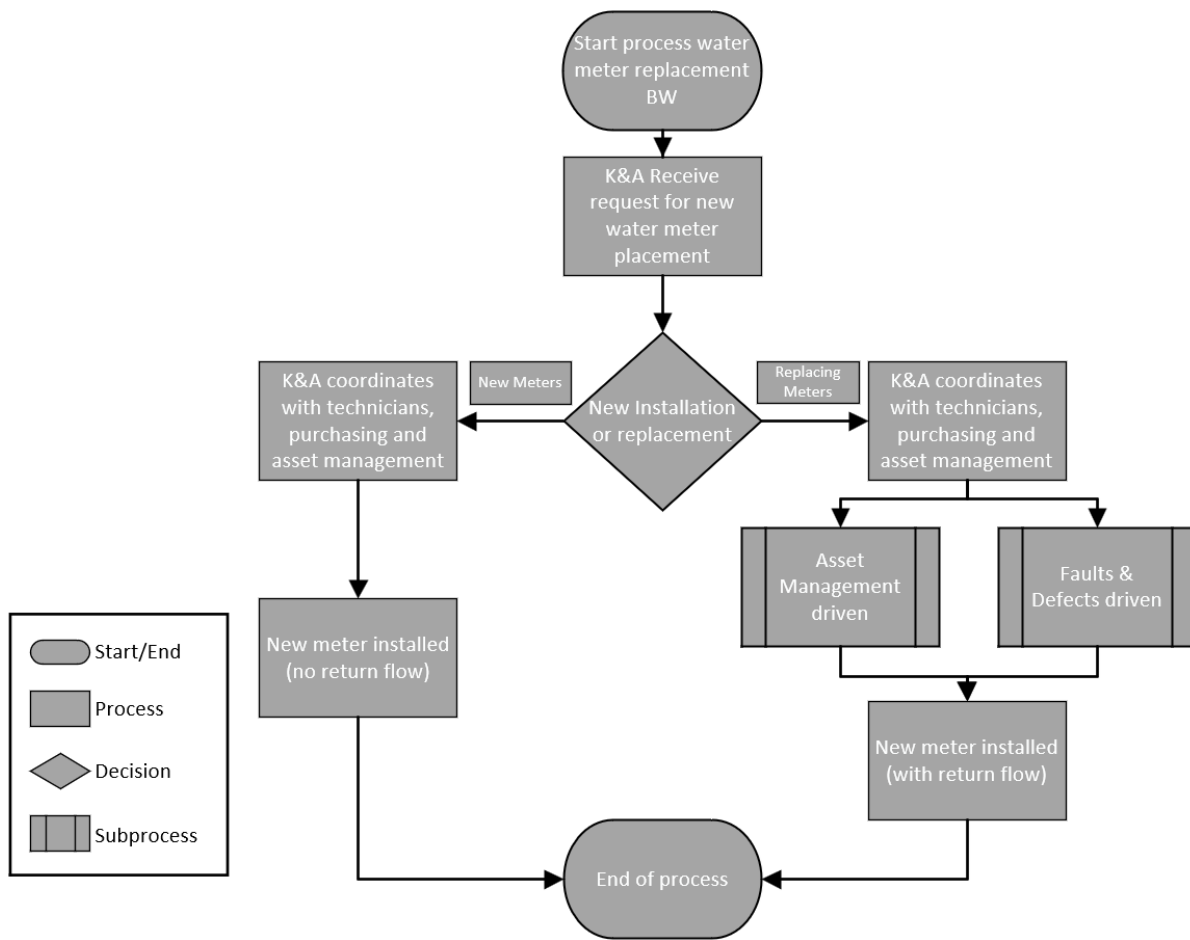 Start process water
meter replacement
BW
K&A Receive
request for new
water meter
placement
K&A coordinates
with technicians,
purchasing and
asset management
New Meters
New Installation
or replacement
Replacing
Meters
K&A coordinates
with technicians,
purchasing and
asset management
Asset
Management
driven
Faults &
Defects driven
New meter installed
(no return flow)
New meter installed
(with return flow)
End of process
Start/End
Process
Decision
Subprocess